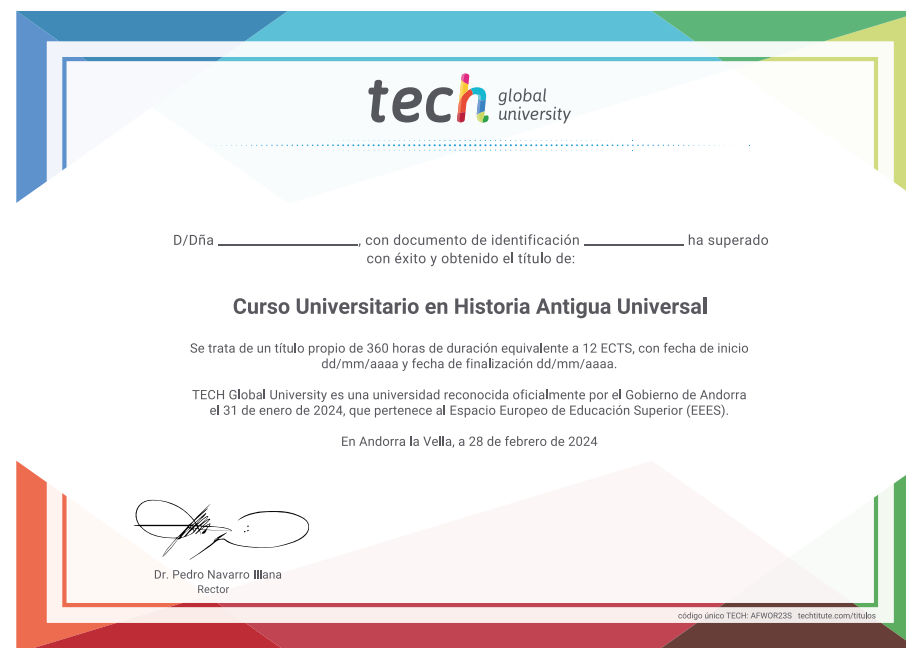 tech global
university
D/Dña ____________________, con documento de identificación ______________ ha superado
con éxito y obtenido el título de:
Curso Universitario en Historia Antigua Universal
Se trata de un título propio de 360 horas de duración equivalente a 12 ECTS, con fecha de inicio
dd/mm/aaaa y fecha de finalización dd/mm/aaaa.
TECH Global University es una universidad reconocida oficialmente por el Gobierno de Andorra
el 31 de enero de 2024, que pertenece al Espacio Europeo de Educación Superior (EEES).
En Andorra la Vella, a 28 de febrero de 2024
Dr. Pedro Navarro Illana
Rector
código único TECH: AFWOR23S techtitute.com/titulos